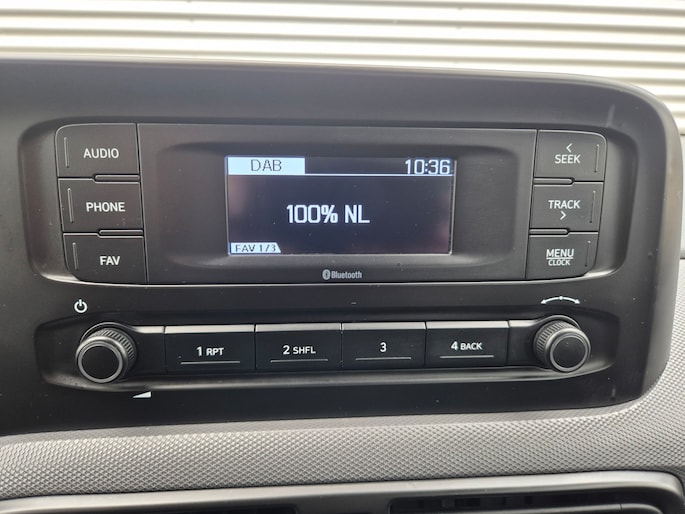 AUDIO
PHONE
FAV
DAB 10:36
100% NL
FAV 1/3
Bluetooth
< SEEK
TRACK >
MENU
CLOCK
1 RPT
2 SHFL
3
4 BACK